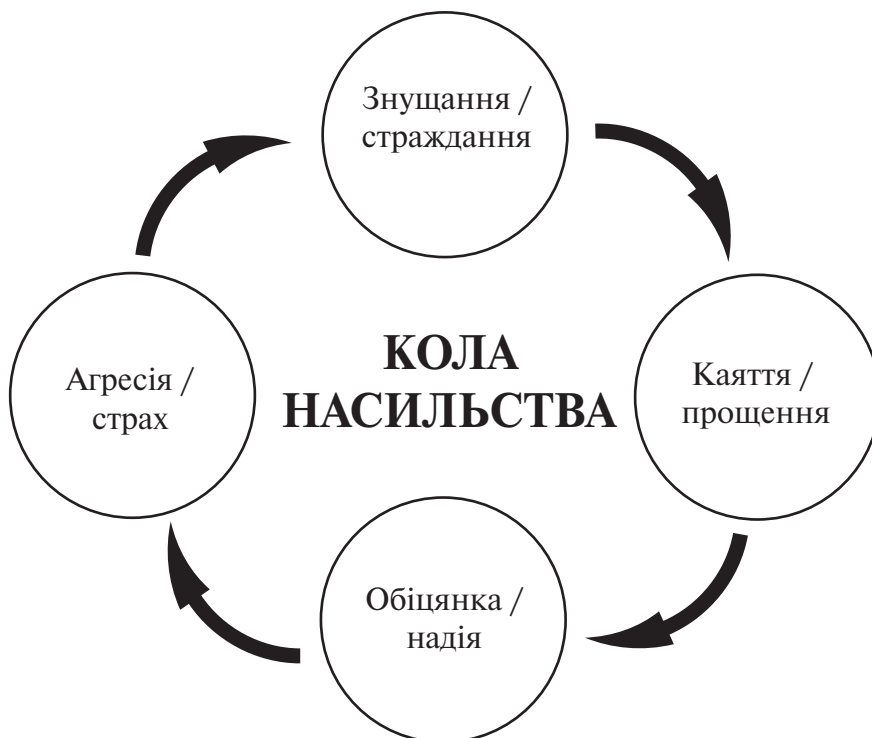 Знущання /
страждання
Каяття /
прощення
Обіцянка /
надія
Агресія /
страх
КОЛА
НАСИЛЬСТВА